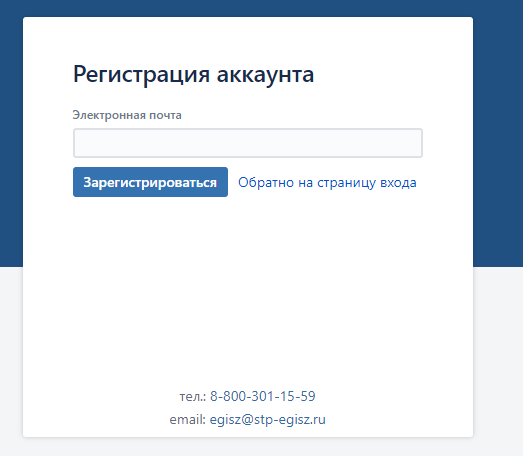 Регистрация аккаунта
Электронная почта
Зарегистрироваться Обратно на страницу входа
тел.: 8-800-301-15-59
email: egisz@stp-egisz.ru